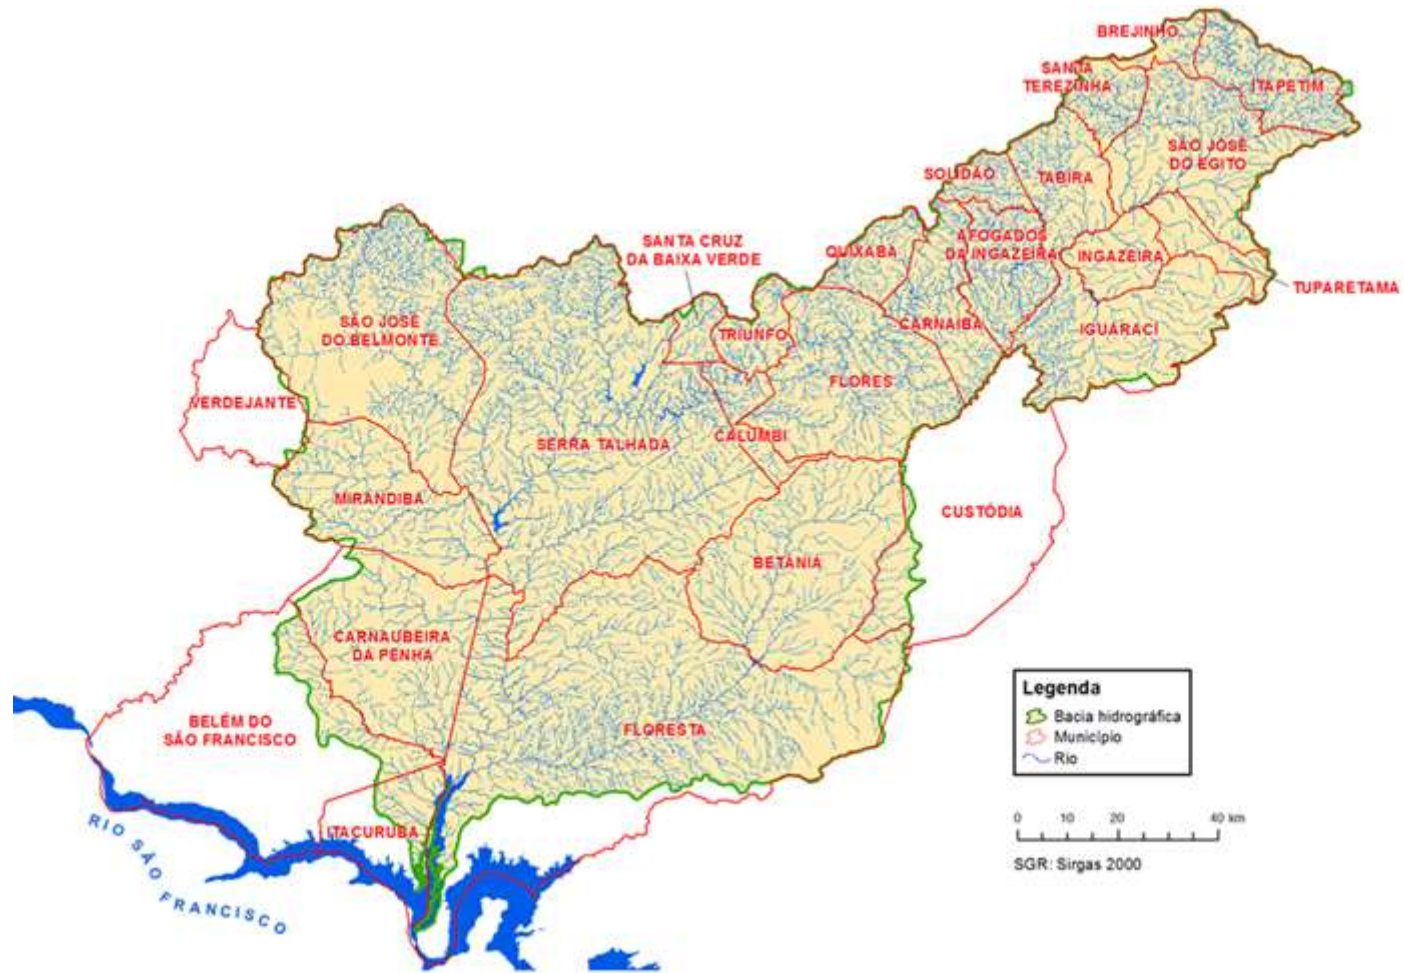 BREJINHO
SANTA
TEREZINHA
ITAPETIM
SÃO JOSÉ
DO EGITO
SOLIDÃO
TABIRA
SANTA CRUZ
DA BAIXA VERDE
QUIXABA
AFOGADOS
DA INGAZEIRA
INGAZEIRA
TUPARETAMA
SÃO JOSÉ
DO BELMONTE
TRIUNFO
CARNAÍBA
IGUARACI
VERDEJANTE
FLORES
SERRA TALHADA
CALUMBI
MIRANDIBA
CUSTÓDIA
BETÂNIA
CARNAUBEIRA
DA PENHA
BELÉM DO
SÃO FRANCISCO
FLORESTA
ITACURUBA
RIO SÃO FRANCISCO
Legenda
Bacia hidrográfica
Município
Rio
0 10 20 40 km
SGR: Sirgas 2000